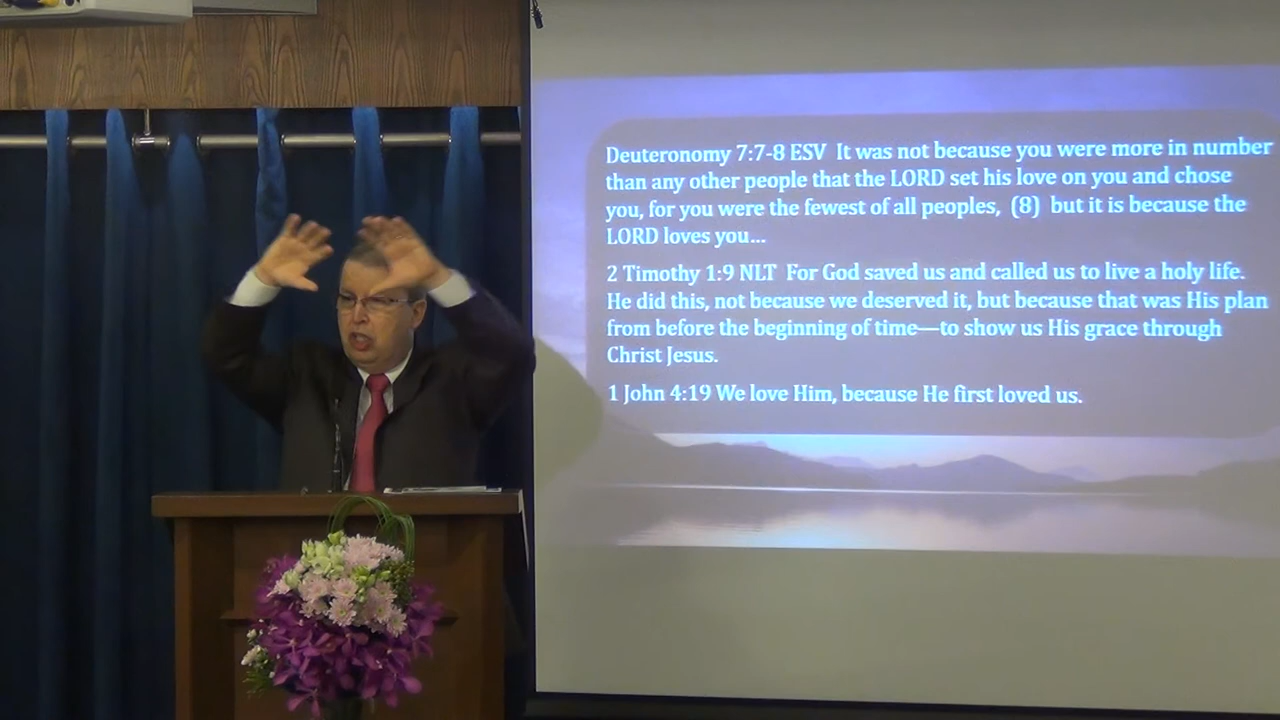 Deuteronomy 7:7-8 ESV It was not because you were more in number
than any other people that the LORD set his love on you and chose
you, for you were the fewest of all peoples, (8) but it is because the
LORD loves you...
2 Timothy 1:9 NLT For God saved us and called us to live a holy life.
He did this, not because we deserved it, but because that was His plan
from before the beginning of time—to show us His grace through
Christ Jesus.
1 John 4:19 We love Him, because He first loved us.